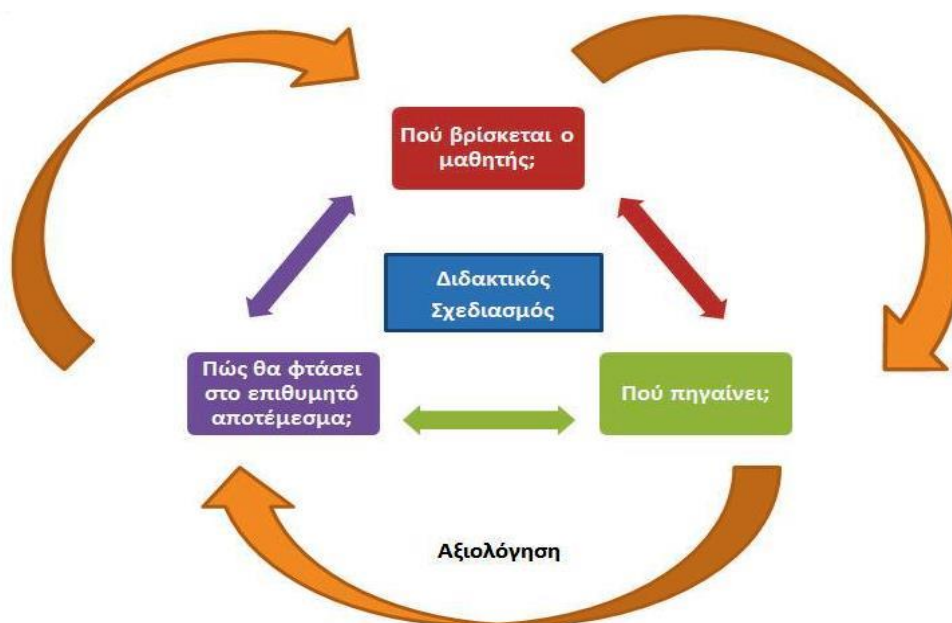 Πού βρίσκεται ο
μαθητής;
Διδακτικός
Σχεδιασμός
Πώς θα φτάσει
στο επιθυμητό
αποτέμεσμα;
Πού πηγαίνει;
Αξιολόγηση